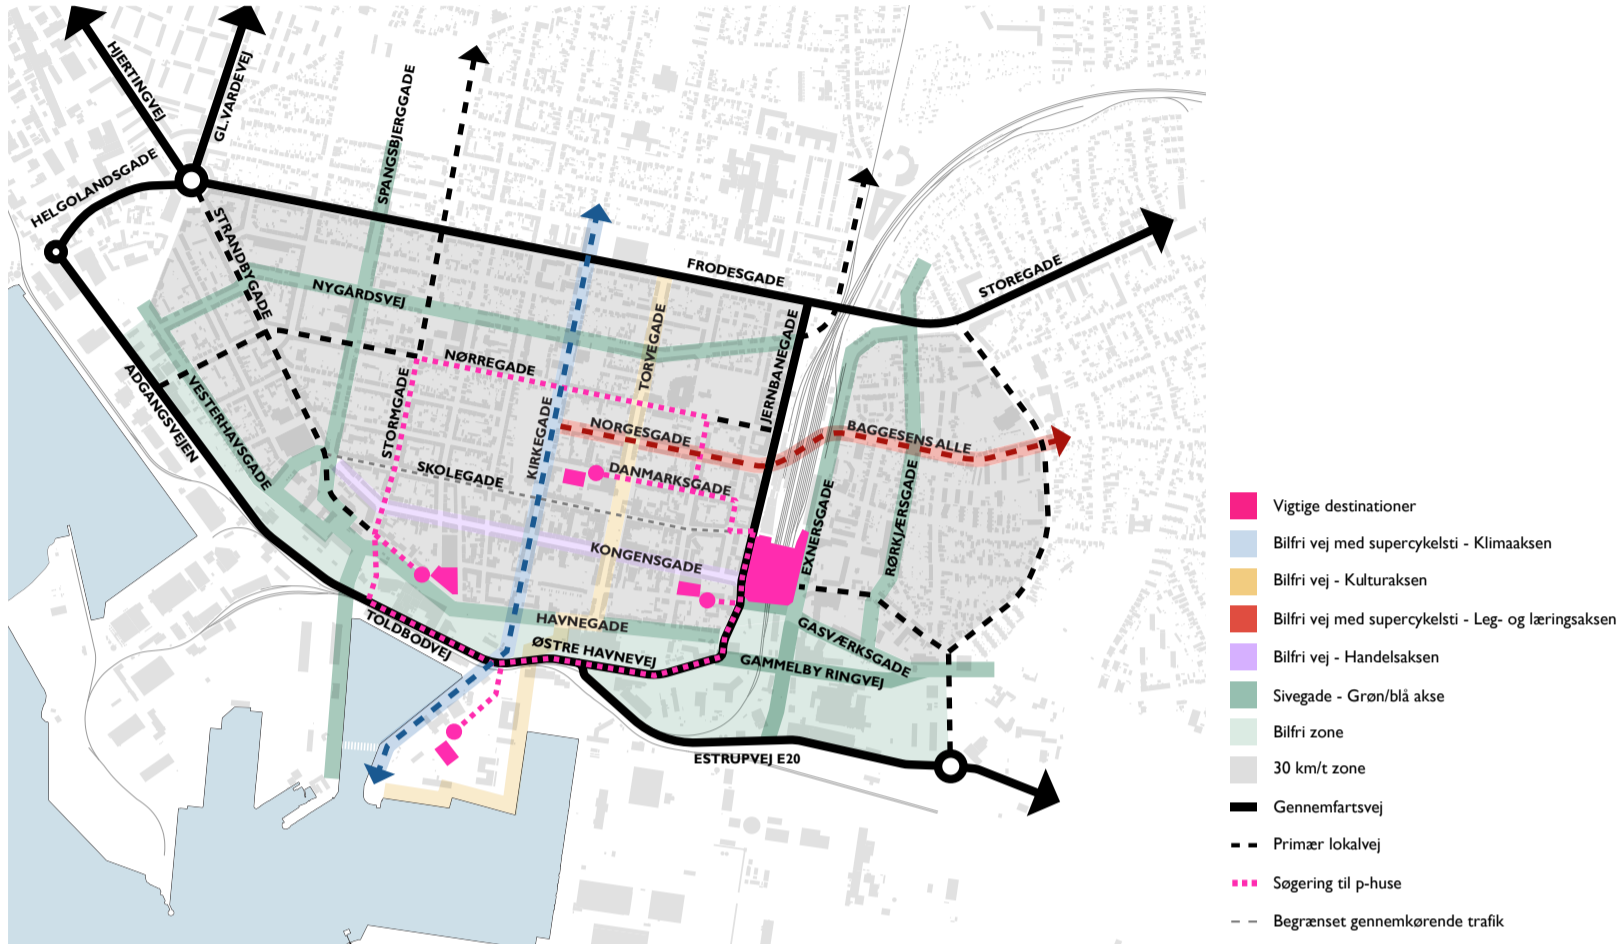 HJERTINGVEJ
GL.VARDEVEJ
SPANGSBJERGGADE
HELGOLANDSGADE
STRANDBYGADE
FRODESGADE
STOREGADE
NYGÅRDSVEJ
TORVEGADE
JERNBANEGADE
NØRREGADE
ADGANGSVEJEN
VESTERHAVSGADE
STORMGADE
KIRKEGADE
NORGESGADE
BAGGESENS ALLE
SKOLEGADE
DANMARKSGADE
EXNERSGADE
RØRKJÆRSGADE
KONGENSGADE
HAVNEGADE
TOLDBODVEJ
ØSTRE HAVNEVEJ
GASVÆRKSGADE
GAMMELBY RINGVEJ
ESTRUPVEJ E20
Vigtige destinationer
Bilfri vej med supercykelsti - Klimaaksen
Bilfri vej - Kulturaksen
Bilfri vej med supercykelsti - Leg- og læringsaksen
Bilfri vej - Handelsaksen
Sivegade - Grøn/blå akse
Bilfri zone
30 km/t zone
Gennemfartsvej
Primær lokalvej
Søgering til p-huse
Begrænset gennemkørende trafik